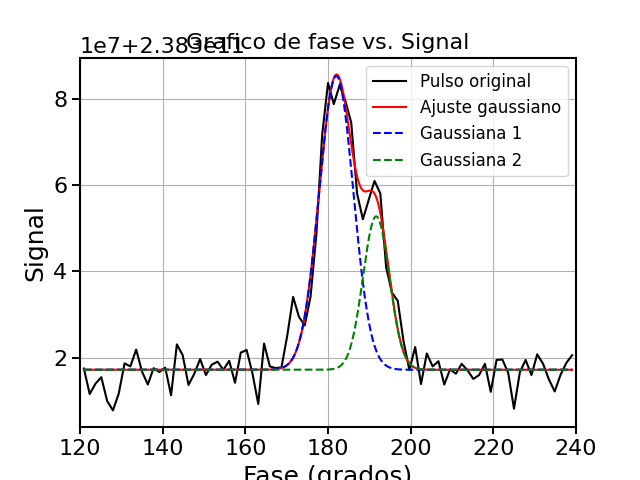 Grafico de fase vs. Signal
1e7+2.383e11
Pulso original
Ajuste gaussiano
Gaussiana 1
Gaussiana 2
8
6
4
2
Signal
120 140 160 180 200 220 240
Fase (grados)